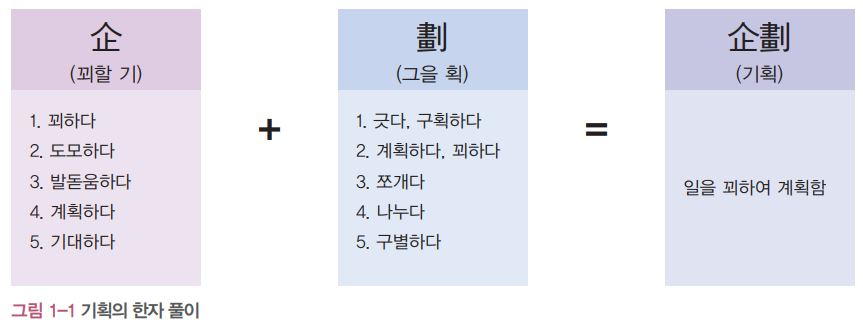 企
(꾀할 기)
1. 꾀하다
2. 도모하다
3. 발돋움하다
4. 계획하다
5. 기대하다
+
劃
(그을 획)
1. 긋다, 구획하다
2. 계획하다, 꾀하다
3. 쪼개다
4. 나누다
5. 구별하다
=
企劃
(기획)
일을 꾀하여 계획함
그림 1-1 기획의 한자 풀이